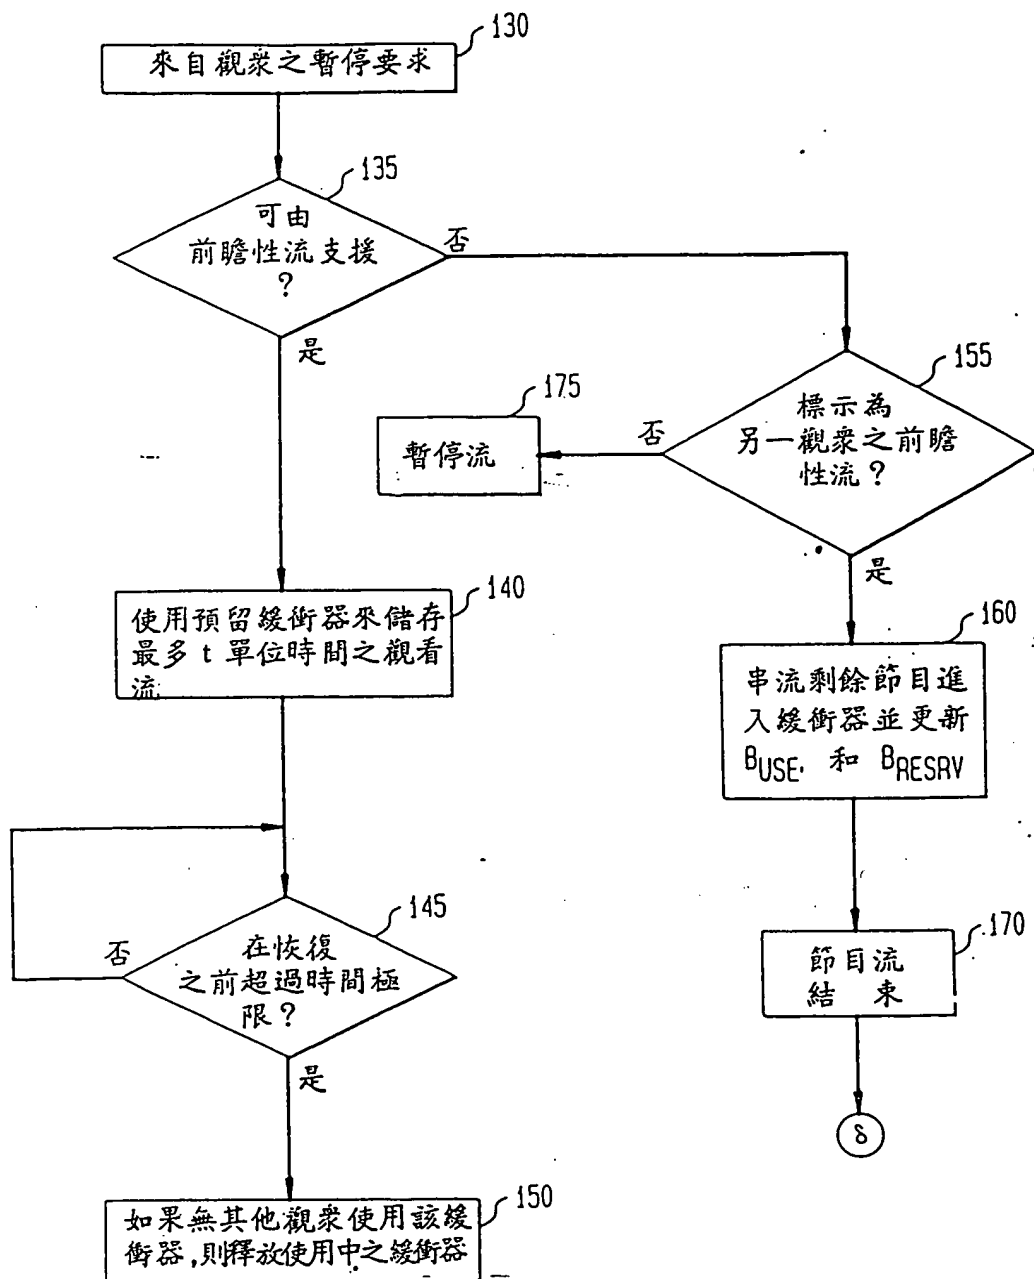 130
來自觀衆之暫停要求
135
可由
前瞻性流支援
?
否
是
155
標示為
另一觀衆之前瞻
性流?
175
否
暫停流
是
140
使用預留緩衝器來儲存
最多 t 單位時間之觀看
流
160
串流剩餘節目進
入緩衝器並更新
BUSE. 和 BRESRV
145
否
在恢復
之前超過時間極
限?
是
170
節目流
結 束
δ
150
如果無其他觀衆使用該緩
衝器,則釋放使用中之緩衝器